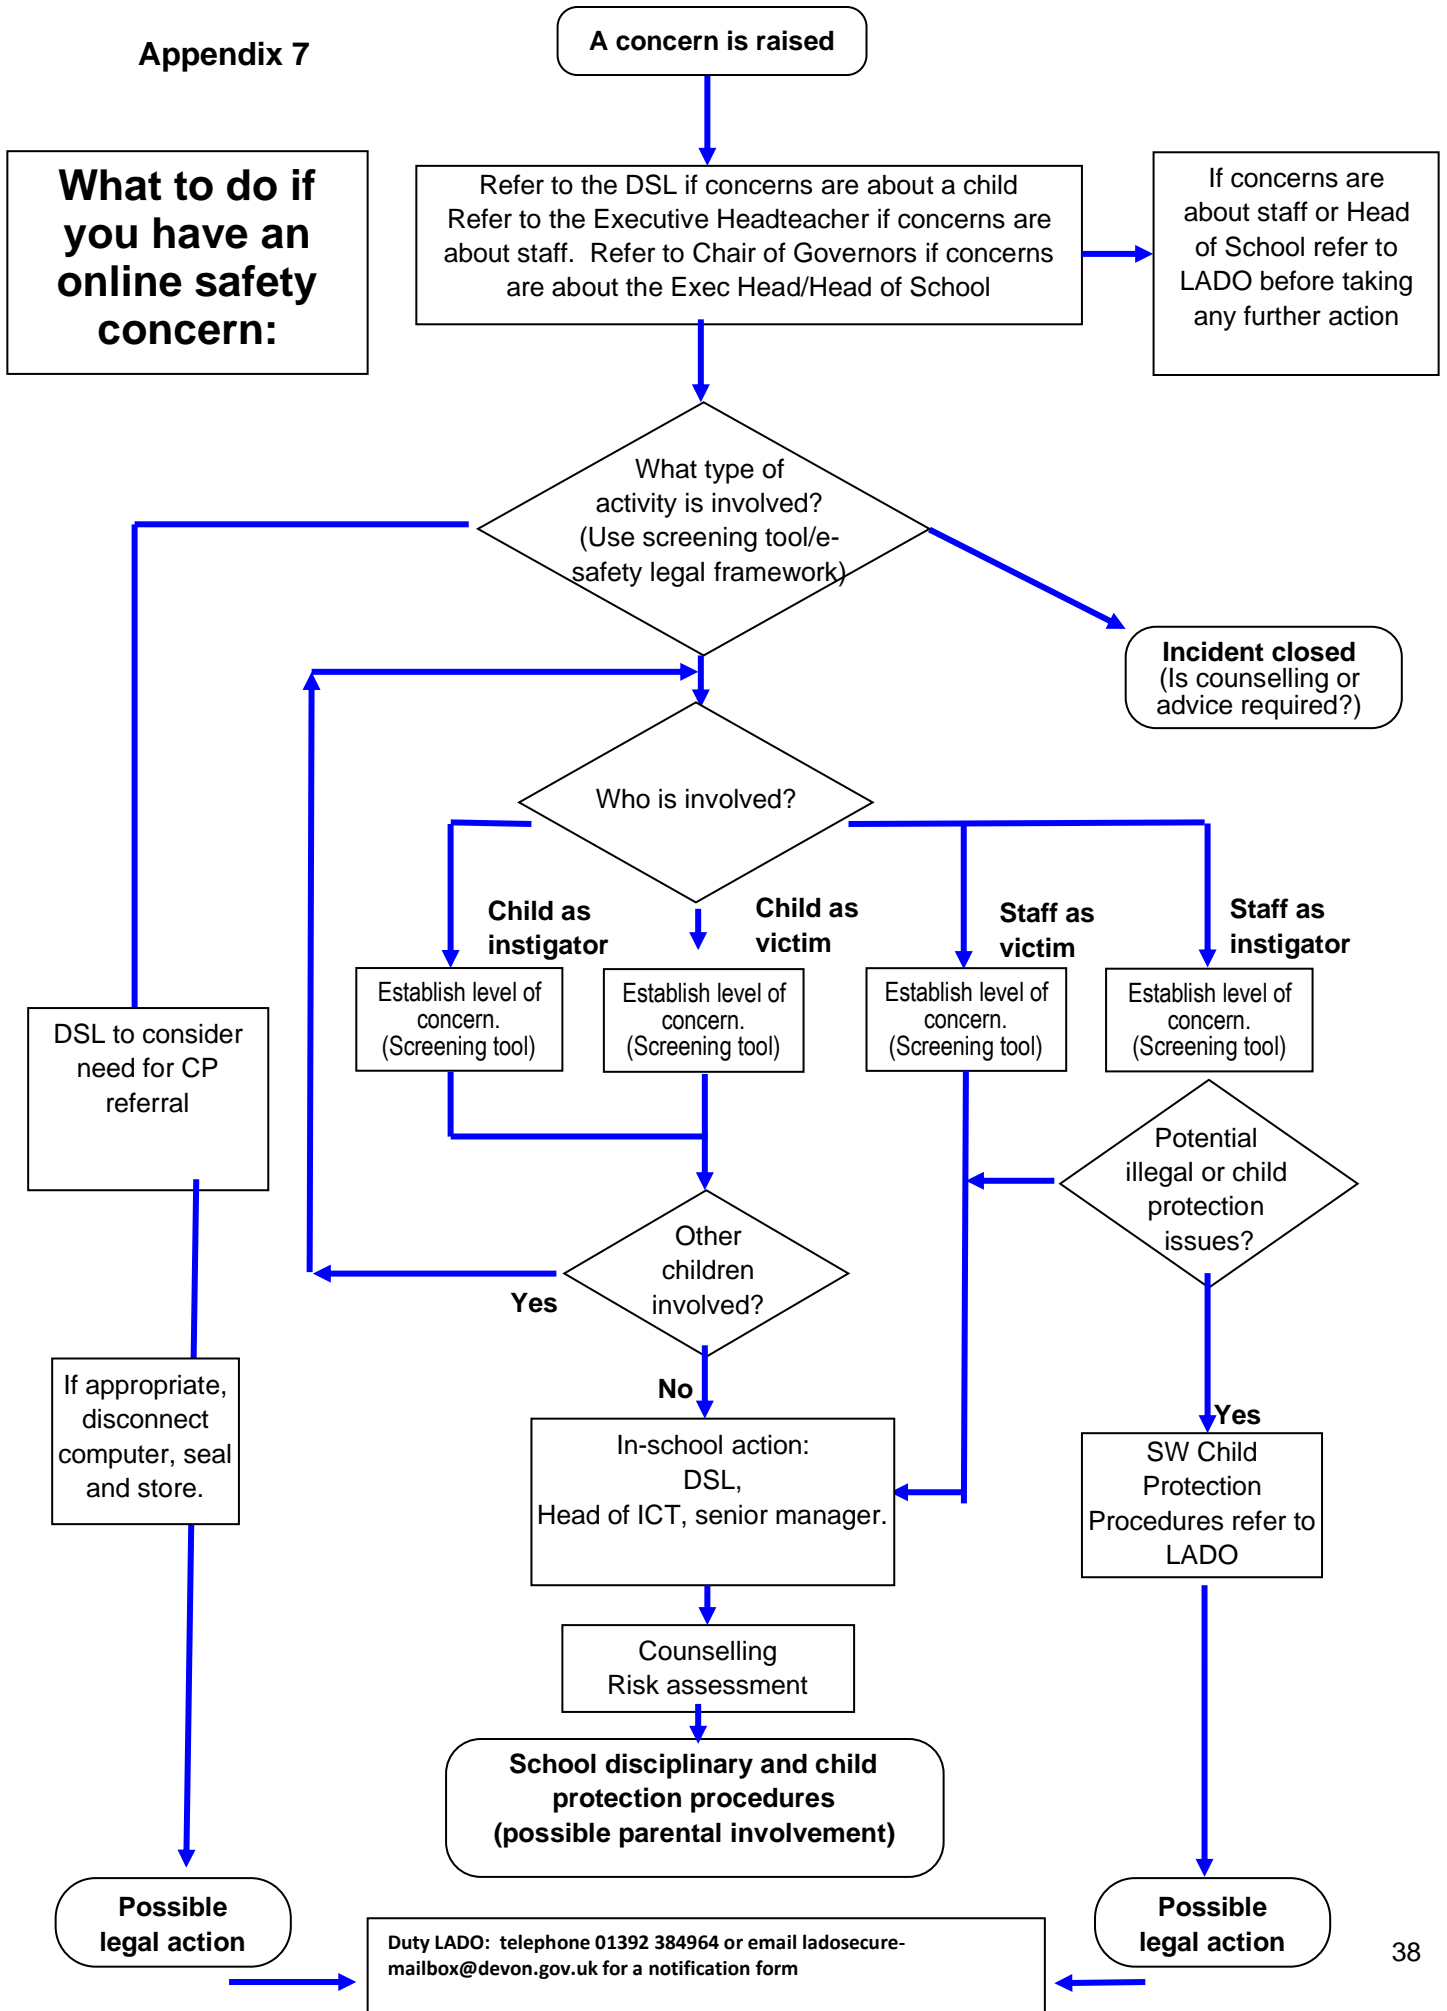 Appendix 7
A concern is raised
What to do if
you have an
online safety
concern:
Refer to the DSL if concerns are about a child
Refer to the Executive Headteacher if concerns are
about staff.  Refer to Chair of Governors if concerns
are about the Exec Head/Head of School
If concerns are
about staff or Head
of School refer to
LADO before taking
any further action
What type of
activity is involved?
(Use screening tool/e-
safety legal framework)
Incident closed
(Is counselling or
advice required?)
Who is involved?
Child as
instigator
Child as
victim
Staff as
victim
Staff as
instigator
Establish level of
concern.
(Screening tool)
Establish level of
concern.
(Screening tool)
Establish level of
concern.
(Screening tool)
Establish level of
concern.
(Screening tool)
DSL to consider
need for CP
referral
Potential
illegal or child
protection
issues?
Other
children
involved?
Yes
No
If appropriate,
disconnect
computer, seal
and store.
In-school action:
DSL,
Head of ICT, senior manager.
Yes
SW Child
Protection
Procedures refer to
LADO
Counselling
Risk assessment
School disciplinary and child
protection procedures
(possible parental involvement)
Possible
legal action
Possible
legal action
Duty LADO:  telephone 01392 384964 or email ladosecure-
mailbox@devon.gov.uk for a notification form
38